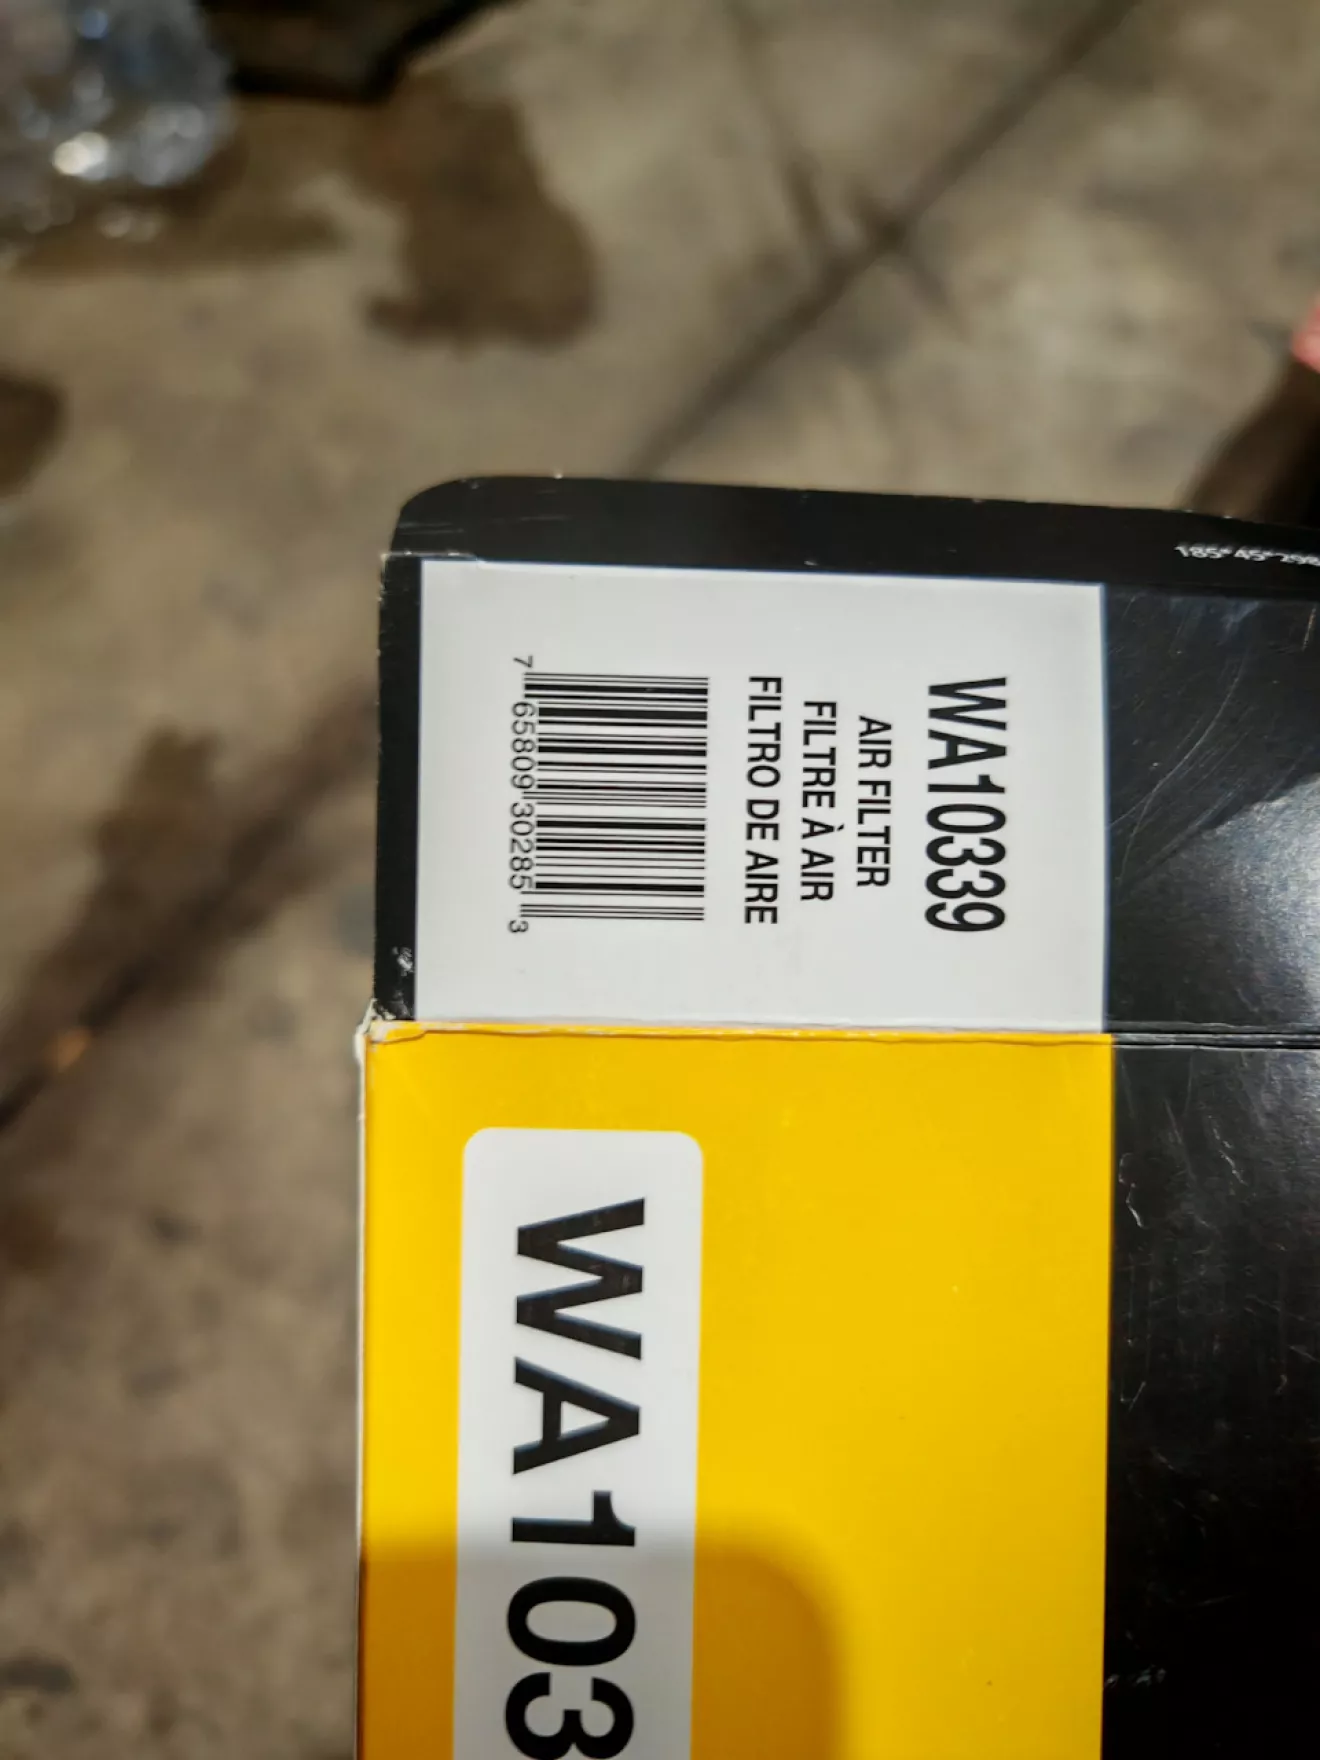 WA10339
AIR FILTER
FILTRE À AIR
FILTRO DE AIRE
7 65809 30285 3
WA103